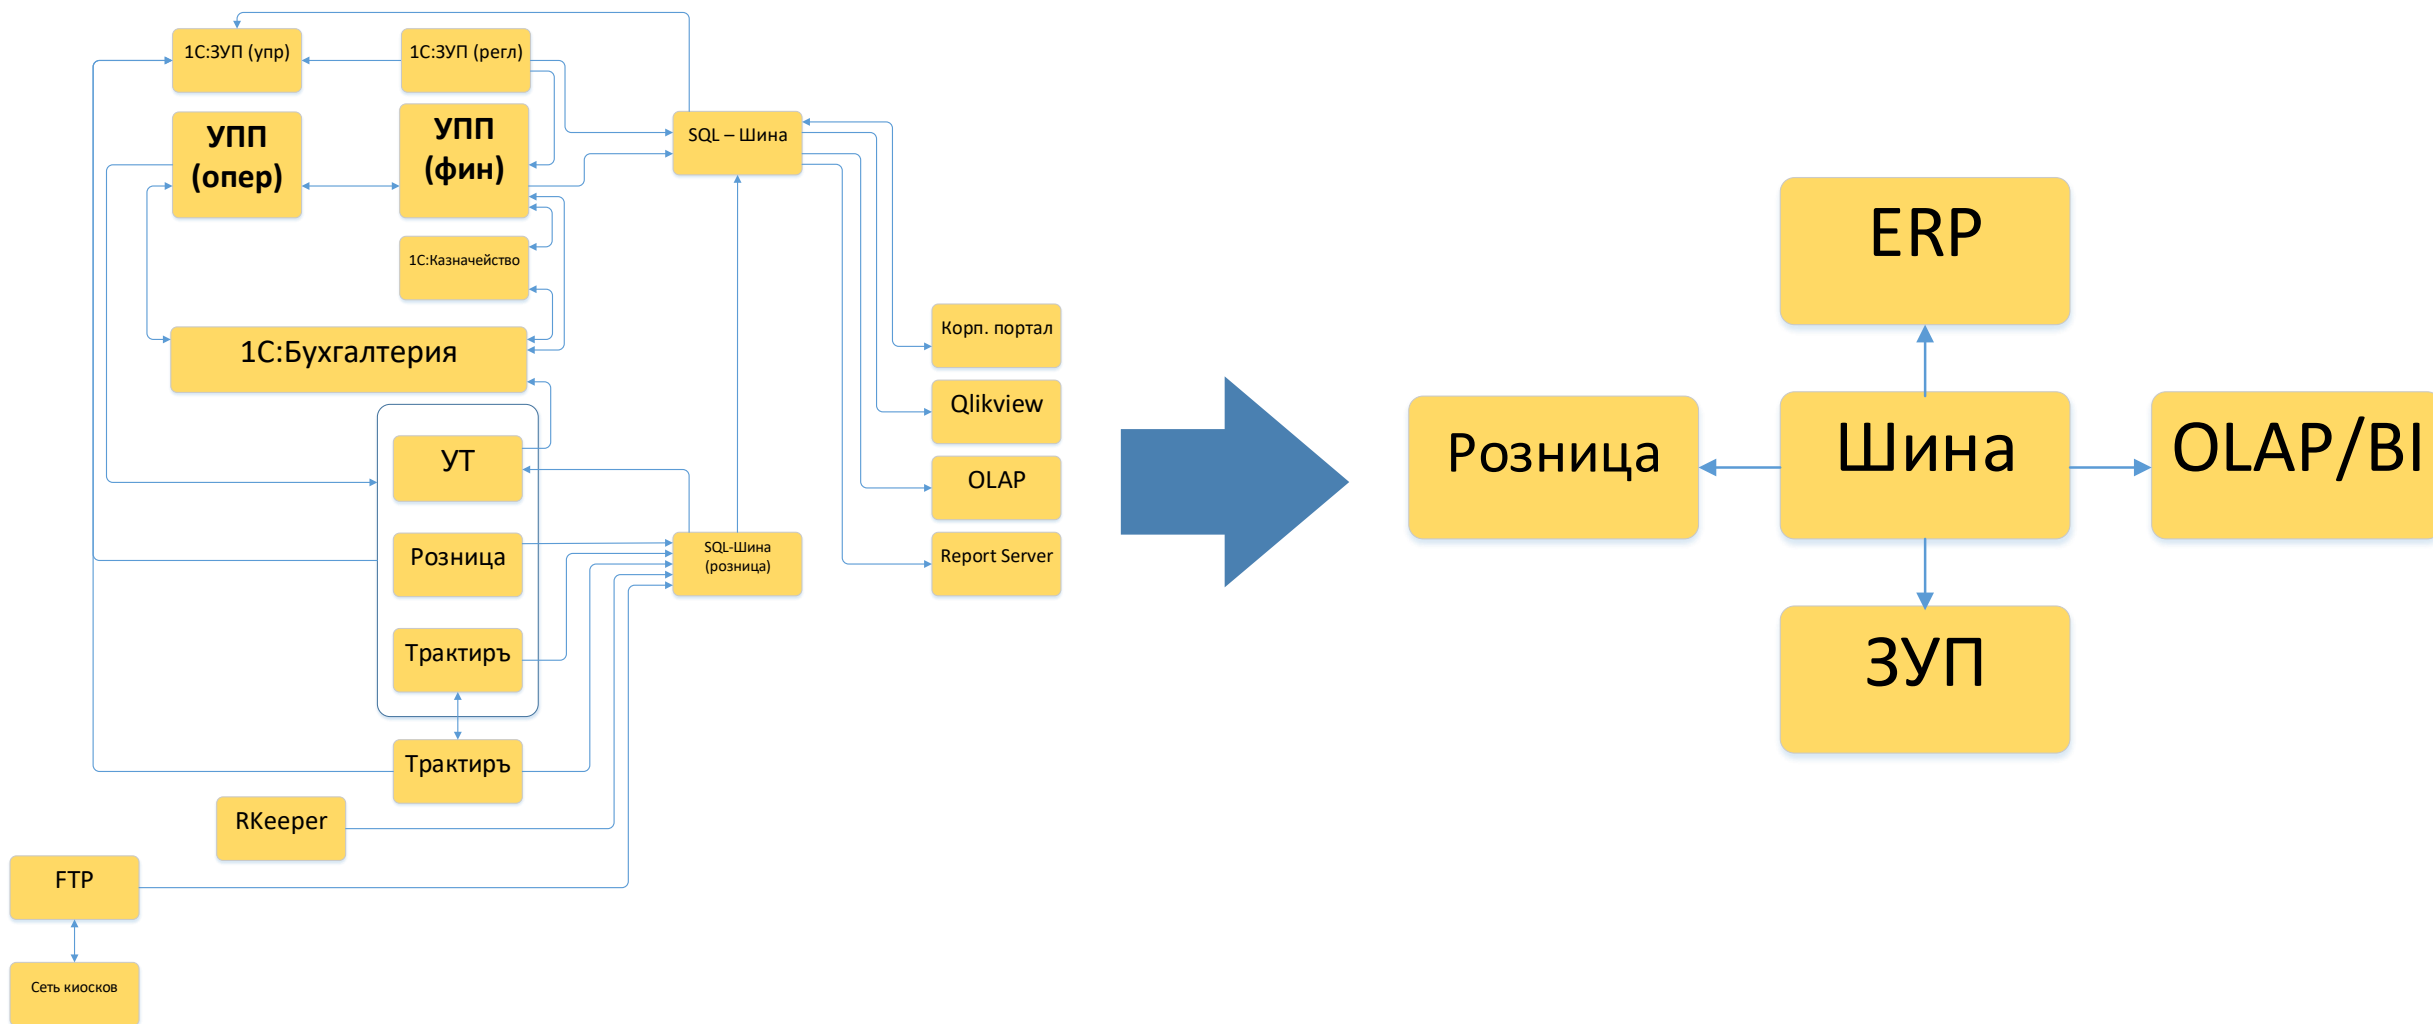 1С:ЗУП (упр)
1С:ЗУП (регл)
УПП
(опер)
УПП
(фин)
SQL – Шина
1С:Казначейство
1С:Бухгалтерия
УТ
Розница
Трактиръ
Трактиръ
RKeeper
FTP
Сеть киосков
SQL-Шина
(розница)
Корп. портал
Qlikview
OLAP
Report Server
ERP
Розница
Шина
OLAP/BI
ЗУП